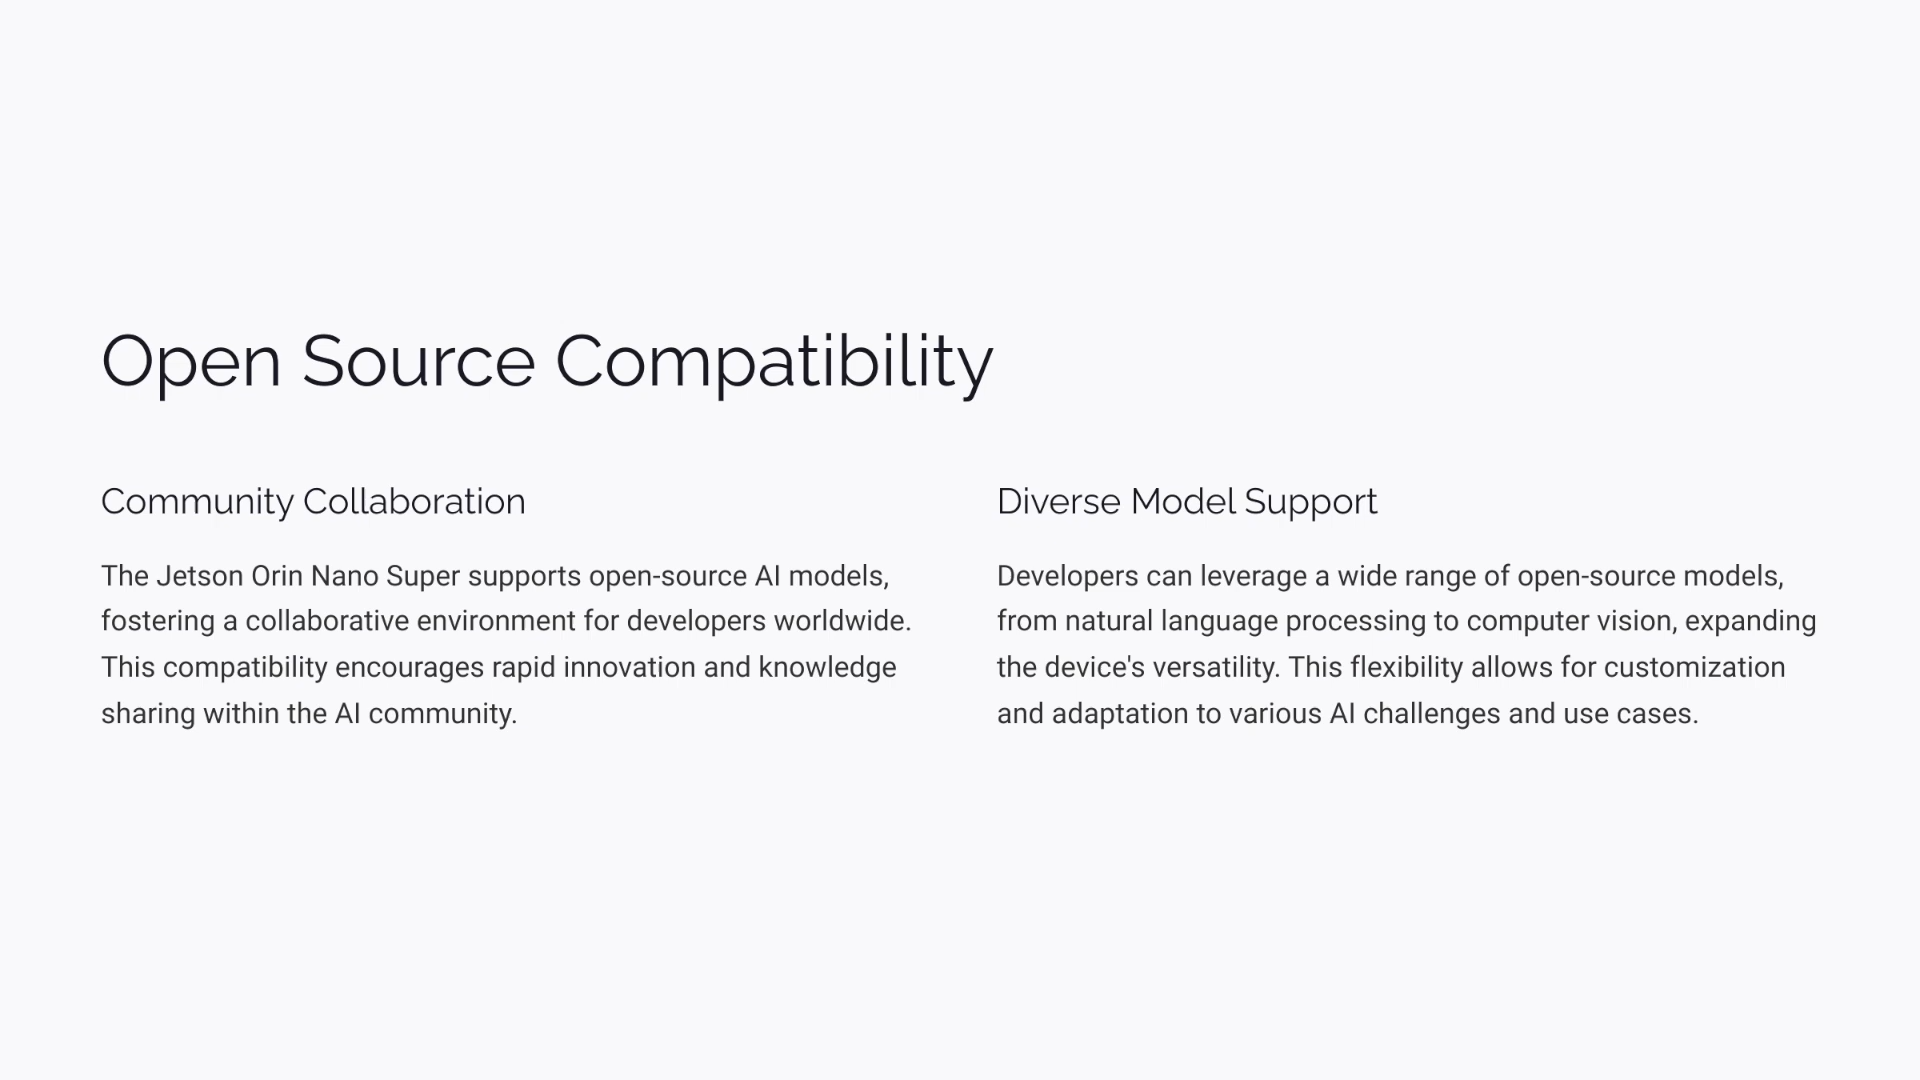 Open Source Compatibility
Community Collaboration
The Jetson Orin Nano Super supports open-source AI models,
fostering a collaborative environment for developers worldwide.
This compatibility encourages rapid innovation and knowledge
sharing within the AI community.
Diverse Model Support
Developers can leverage a wide range of open-source models,
from natural language processing to computer vision, expanding
the device's versatility. This flexibility allows for customization
and adaptation to various AI challenges and use cases.